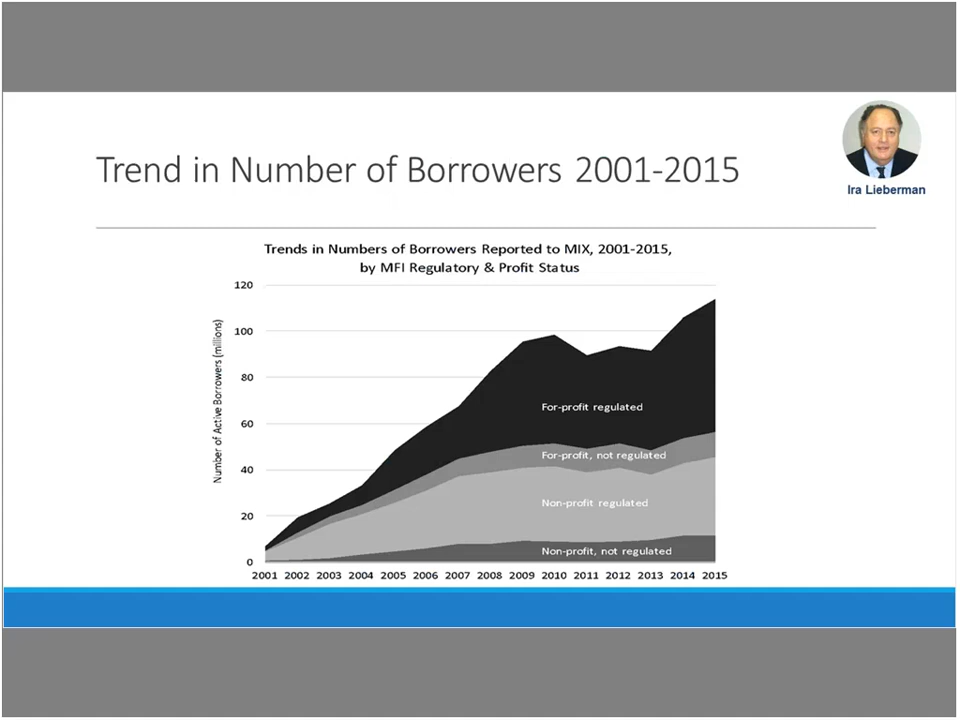 Trend in Number of Borrowers 2001-2015
Ira Lieberman
Trends in Numbers of Borrowers Reported to MIX, 2001-2015,
by MFI Regulatory & Profit Status
Number of Active Borrowers (millions)
120
100
80
60
40
20
0
For-profit regulated
For-profit, not regulated
Non-profit regulated
Non-profit, not regulated
2001 2002 2003 2004 2005 2006 2007 2008 2009 2010 2011 2012 2013 2014 2015